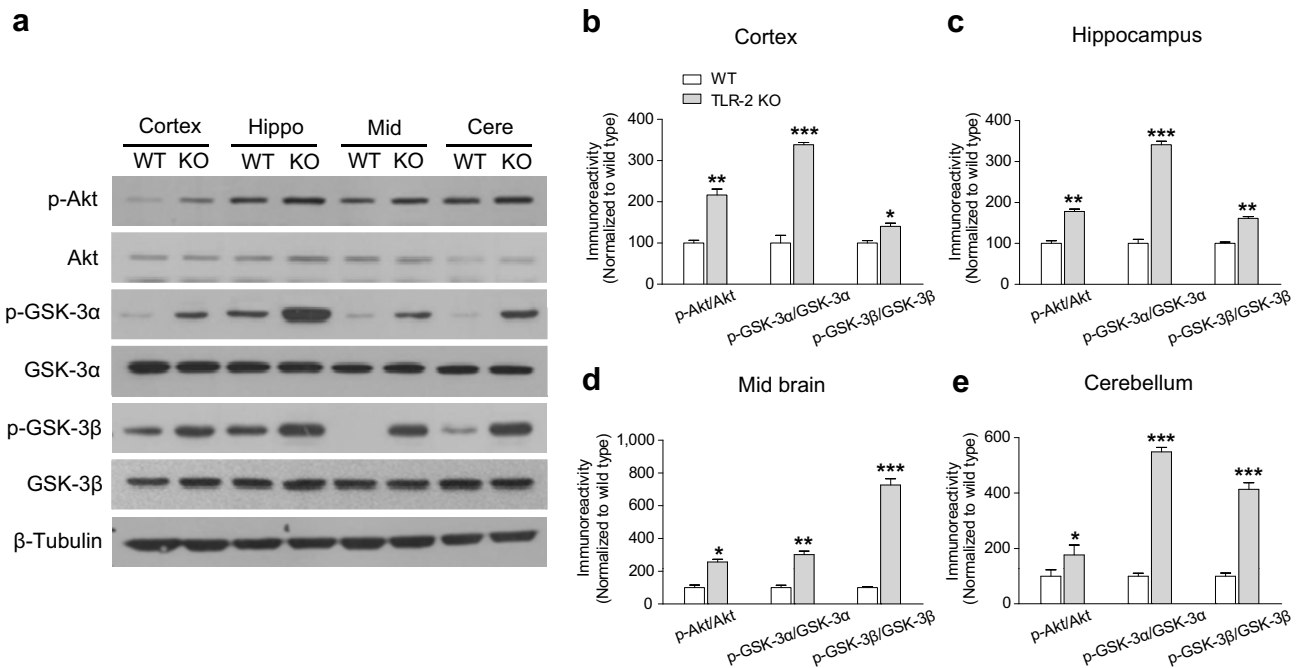 a
Cortex Hippo Mid Cere
WT KO WT KO WT KO WT KO
p-Akt
Akt
p-GSK-3α
GSK-3α
p-GSK-3β
GSK-3β
β-Tubulin
b
Cortex
WT
TLR-2 KO
Immunoreactivity
(Normalized to wild type)
400
300
200
100
0
** *** *
p-Akt/Akt
p-GSK-3α/GSK-3α
p-GSK-3β/GSK-3β
c
Hippocampus
400
300
200
100
0
Immunoreactivity
(Normalized to wild type)
** *** **
p-Akt/Akt
p-GSK-3α/GSK-3α
p-GSK-3β/GSK-3β
d
Mid brain
Immunoreactivity
(Normalized to wild type)
1,000
800
600
400
200
0
* ** ***
p-Akt/Akt
p-GSK-3α/GSK-3α
p-GSK-3β/GSK-3β
e
Cerebellum
Immunoreactivity
(Normalized to wild type)
600
400
200
0
* *** ***
p-Akt/Akt
p-GSK-3α/GSK-3α
p-GSK-3β/GSK-3β